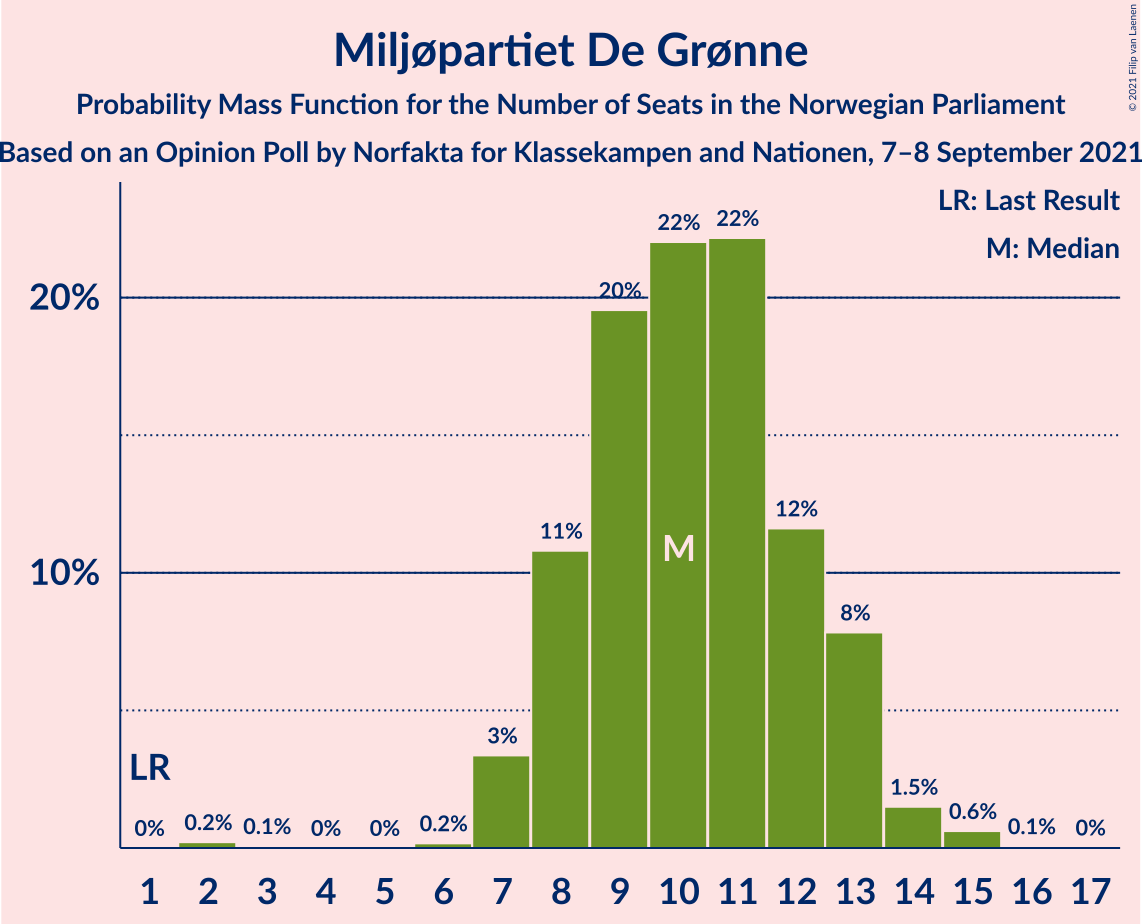 Miljøpartiet De Grønne
Probability Mass Function for the Number of Seats in the Norwegian Parliament
Based on an Opinion Poll by Norfakta for Klassekampen and Nationen, 7–8 September 2021
© 2021 Filip van Laenen
LR: Last Result
M: Median
20%
10%
LR
0%
0.2%
0.1%
0%
0%
0.2%
3%
11%
20%
22%
22%
12%
8%
1.5%
0.6%
0.1%
0%
M
1 2 3 4 5 6 7 8 9 10 11 12 13 14 15 16 17